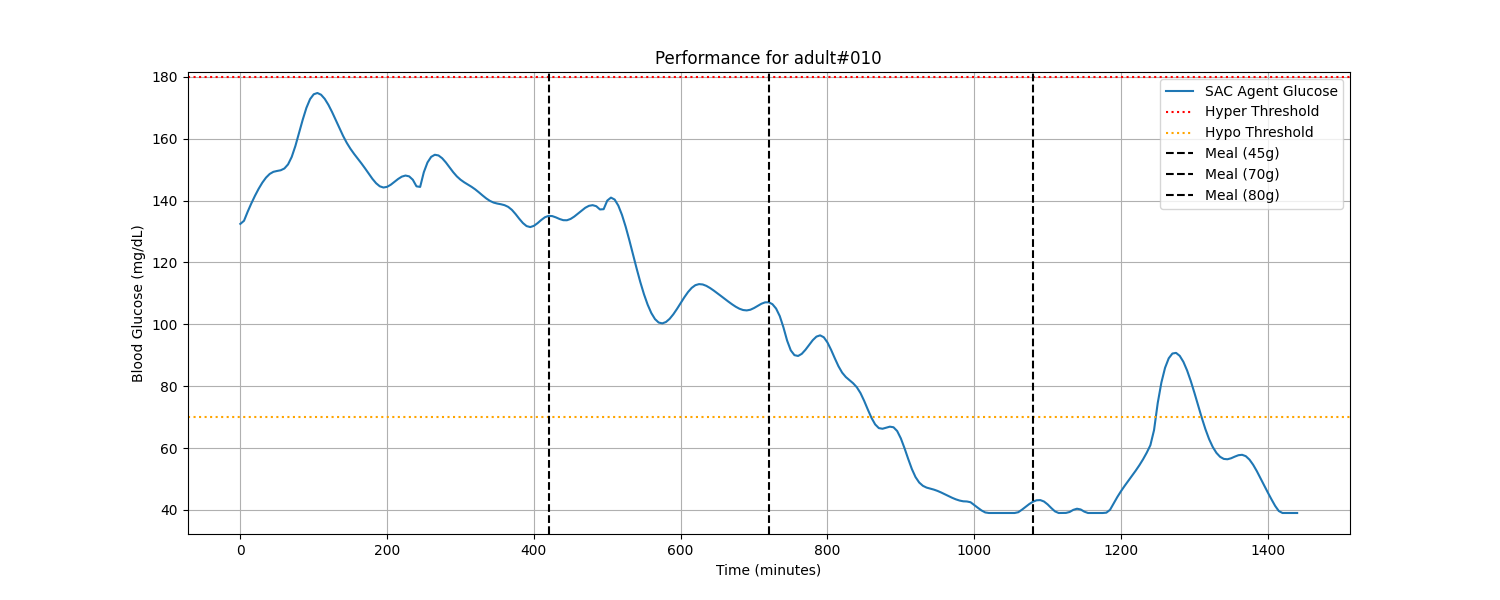 Performance for adult#010
Blood Glucose (mg/dL)
180
160
140
120
100
80
60
40
SAC Agent Glucose
Hyper Threshold
Hypo Threshold
Meal (45g)
Meal (70g)
Meal (80g)
0 200 400 600 800 1000 1200 1400
Time (minutes)